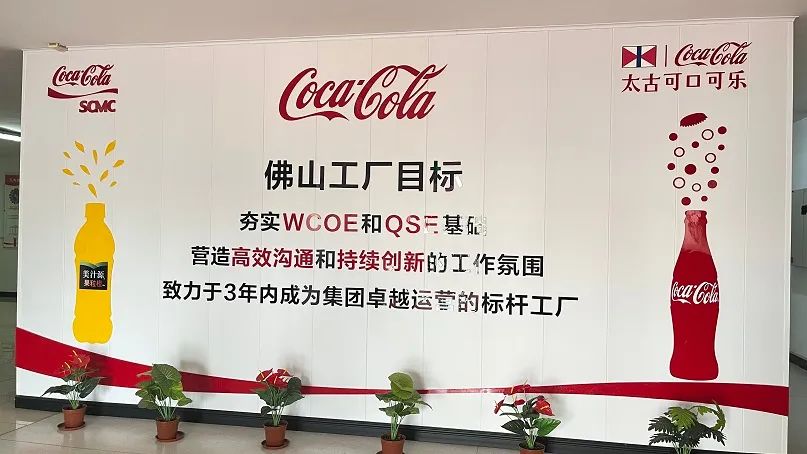 Coca-Cola
SCMC
Coca-Cola
Coca-Cola
太古可口可乐
佛山工厂目标
夯实WCOE和QSE基础
营造高效沟通和持续创新的工作氛围
致力于3年内成为集团卓越运营的标杆工厂
美汁源
果粒橙
Coca-Cola